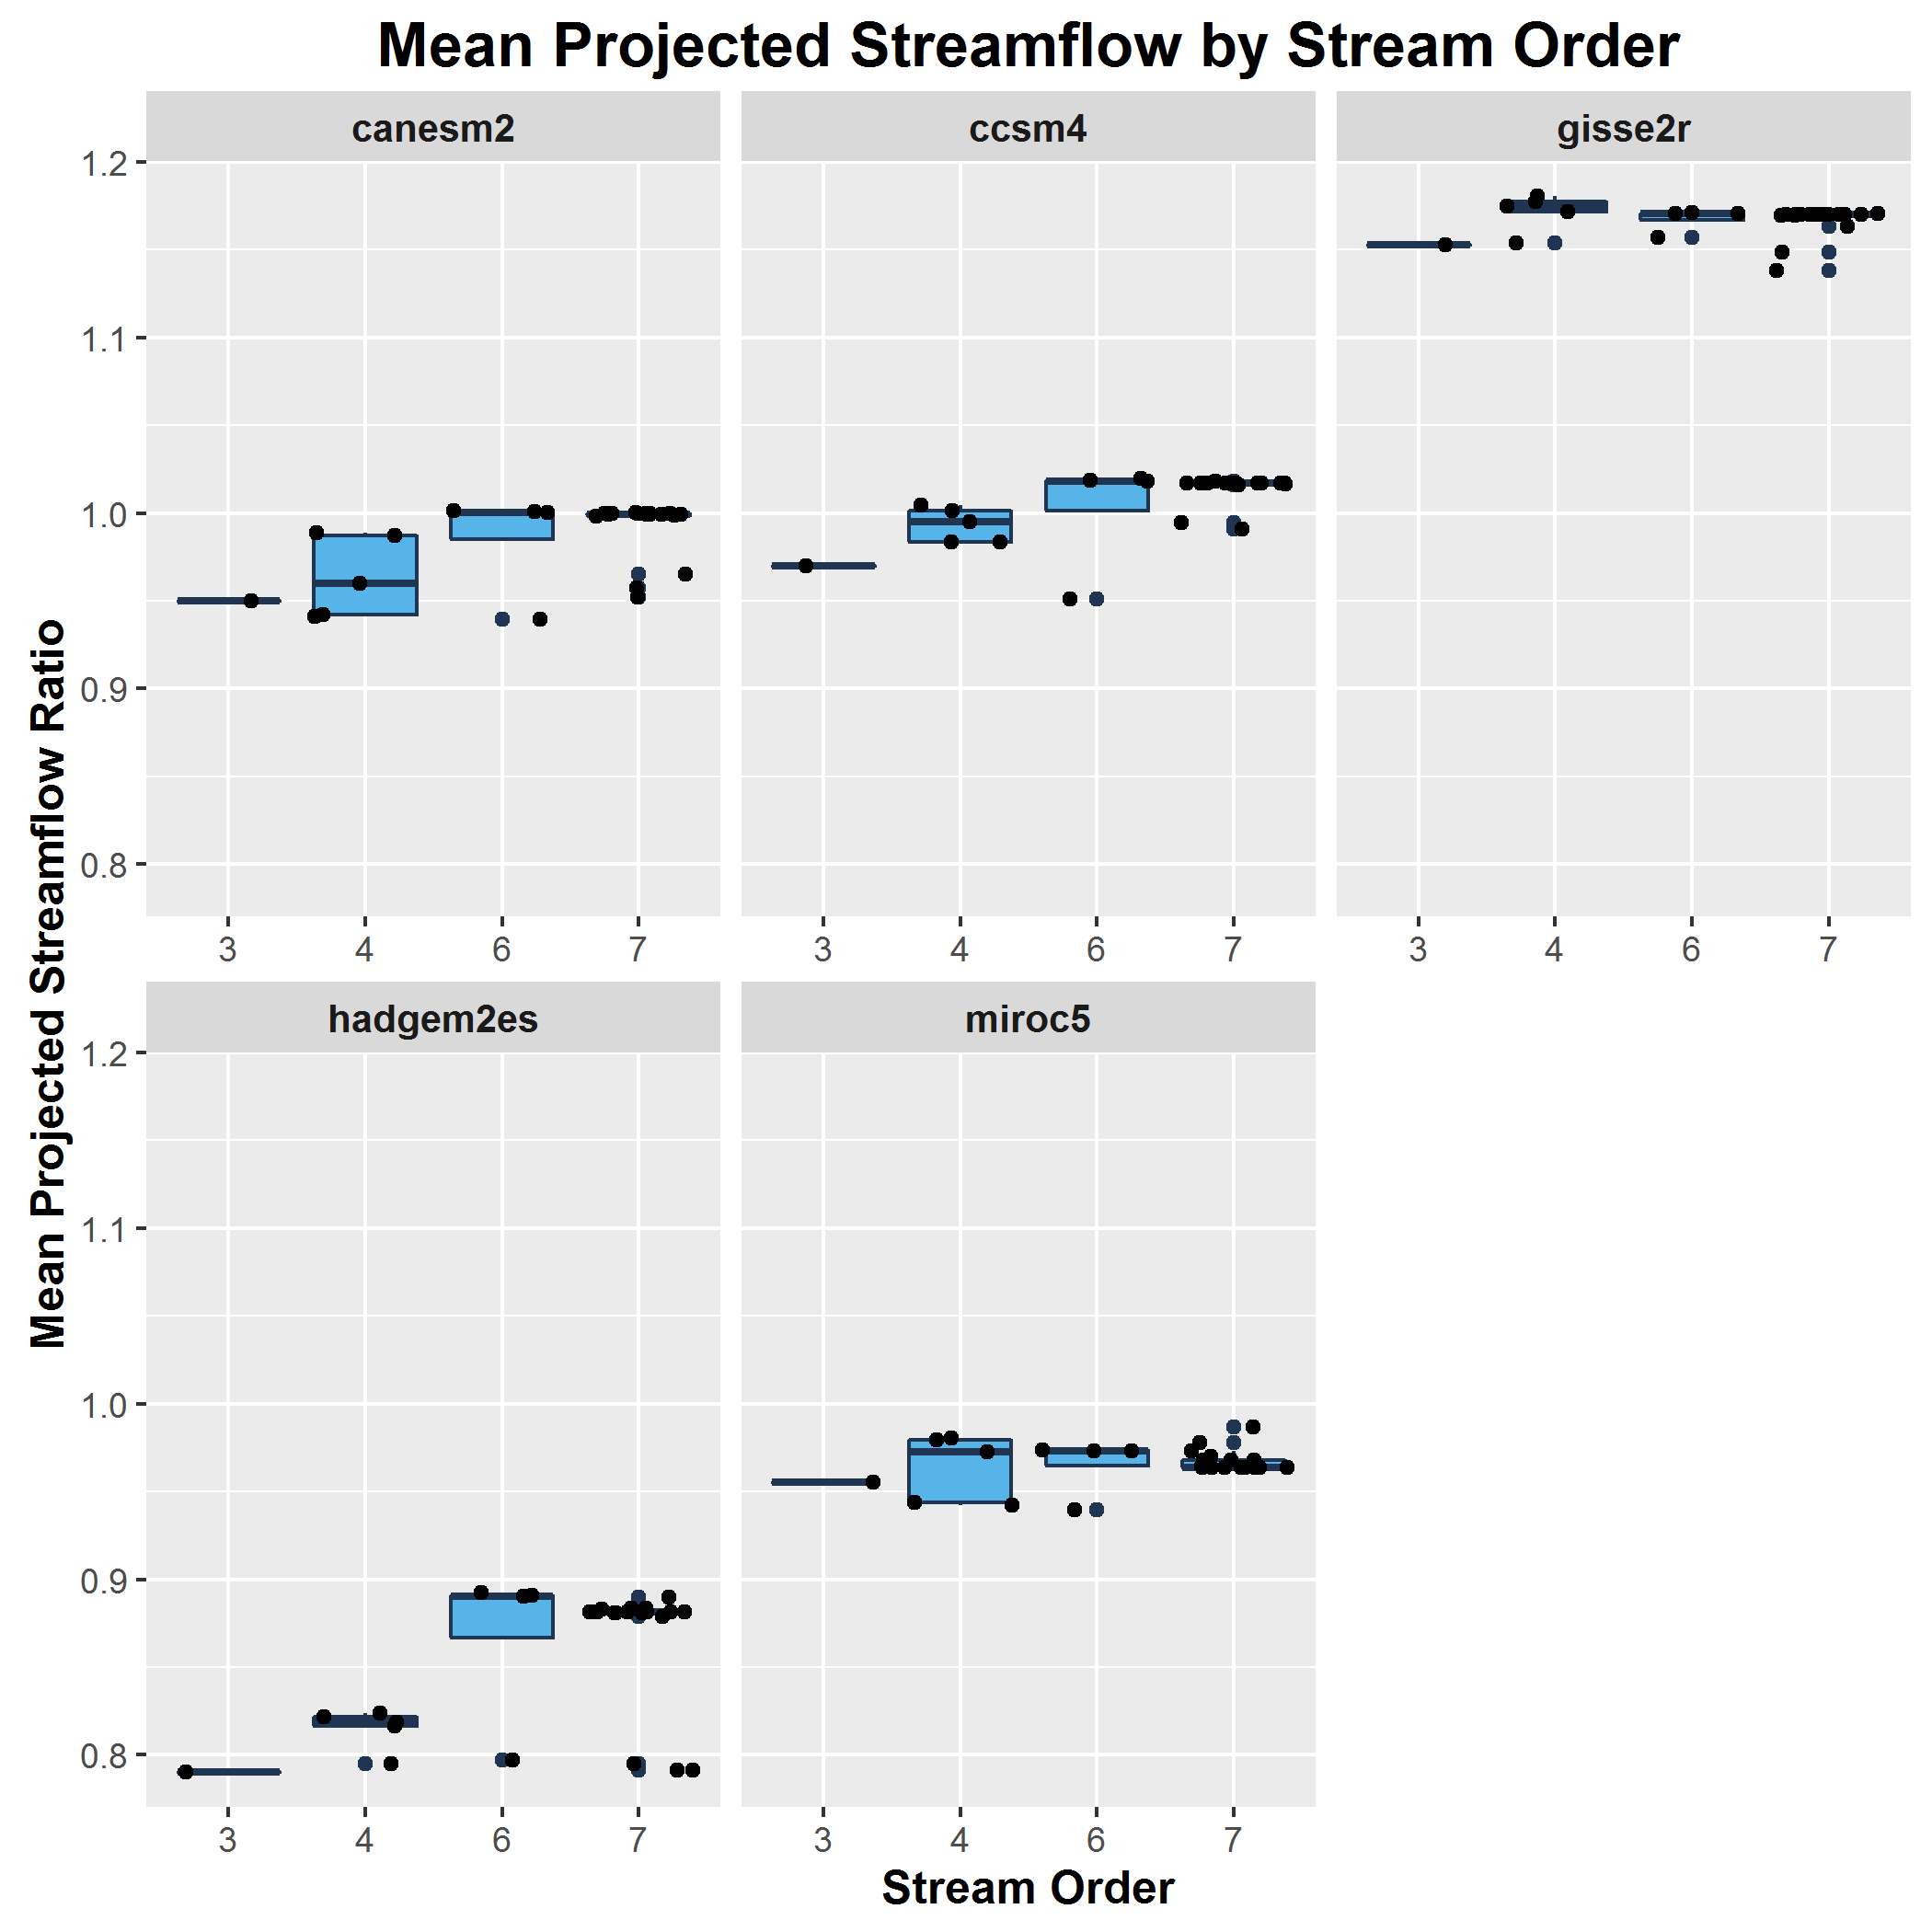 Mean Projected Streamflow by Stream Order
canesm2 ccsm4 gisse2r
1.2
1.1
1.0
0.9
0.8
3 4 6 7 3 4 6 7 3 4 6 7
Mean Projected Streamflow Ratio
hadgem2es miroc5
1.2
1.1
1.0
0.9
0.8
3 4 6 7 3 4 6 7
Stream Order